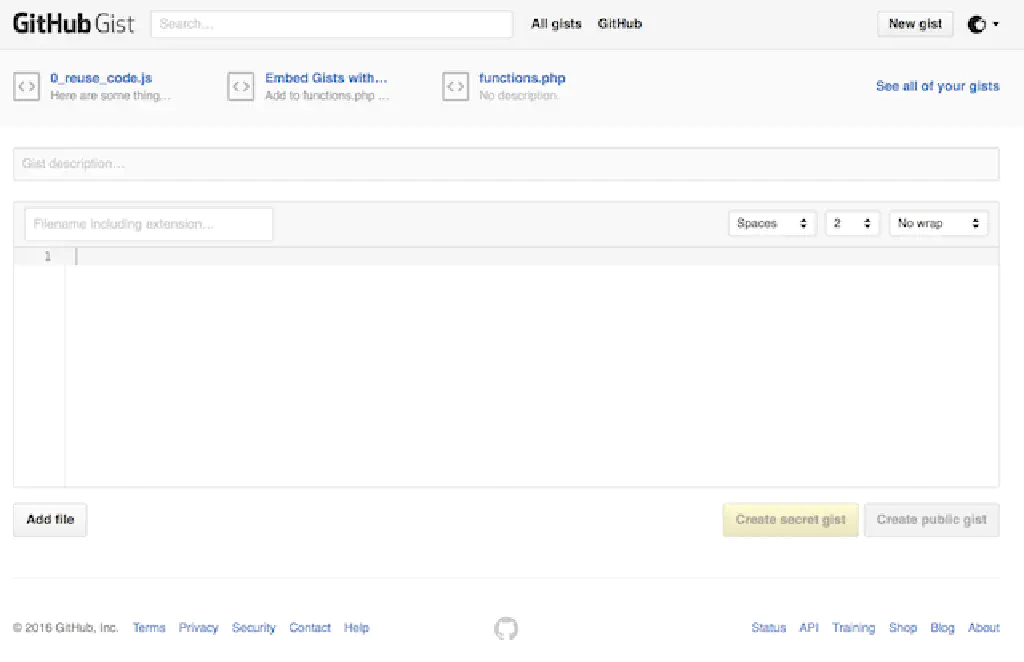 GitHub Gist Search... All gists GitHub New gist
0_reuse_code.js Embed Gists with... functions.php See all of your gists
Here are some thing... Add to functions.php ... No description.
Gist description...
Filename including extension... Spaces 2 No wrap
1
Add file Create secret gist Create public gist
© 2016 GitHub, Inc. Terms Privacy Security Contact Help Status API Training Shop Blog About